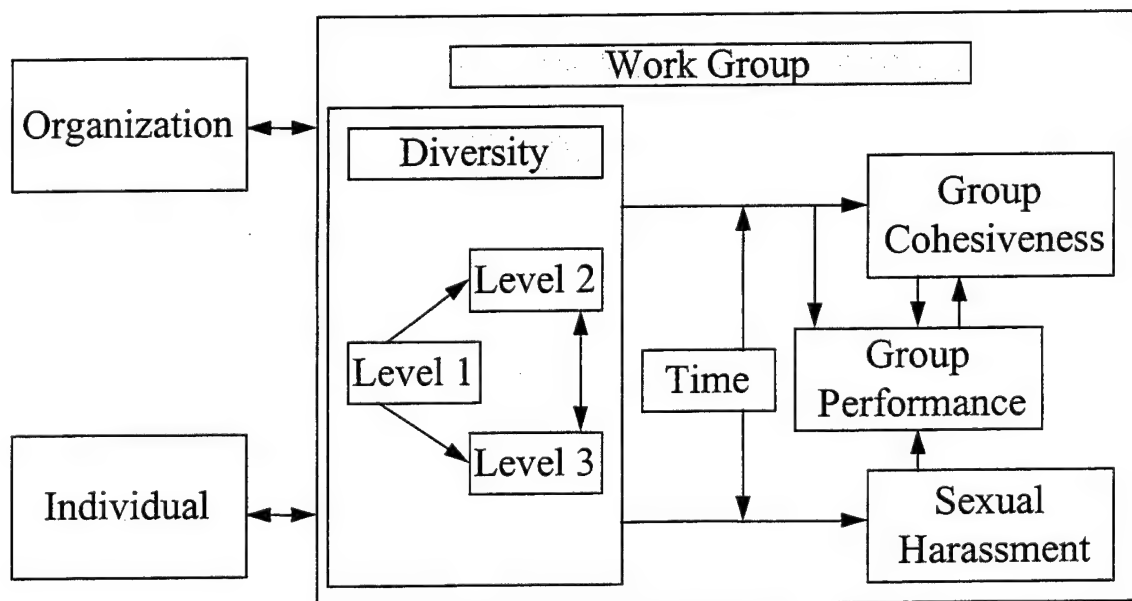 Work Group
Organization
Diversity
Group
Cohesiveness
Level 2
Level 1
Time
Group
Performance
Level 3
Individual
Sexual
Harassment